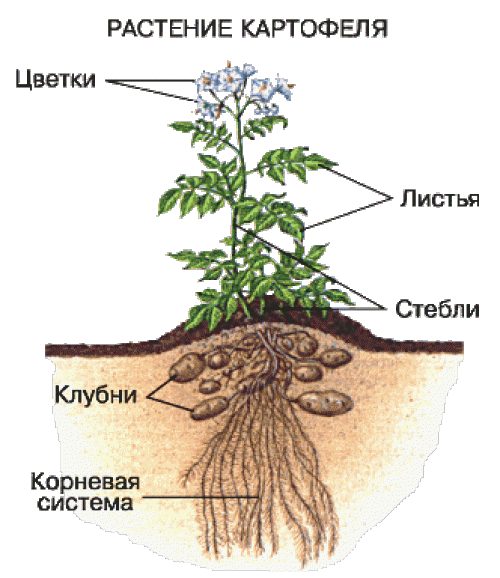 РАСТЕНИЕ КАРТОФЕЛЯ
Цветки
Листья
Стебли
Клубни
Корневая
система